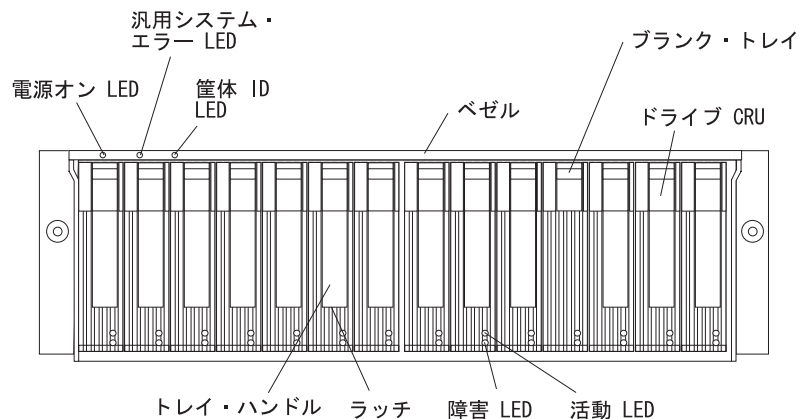 汎用システム・
エラー LED
ブランク・トレイ
電源オン LED
筐体 ID
LED
ベゼル
ドライブ CRU
トレイ・ハンドル
ラッチ
障害 LED
活動 LED